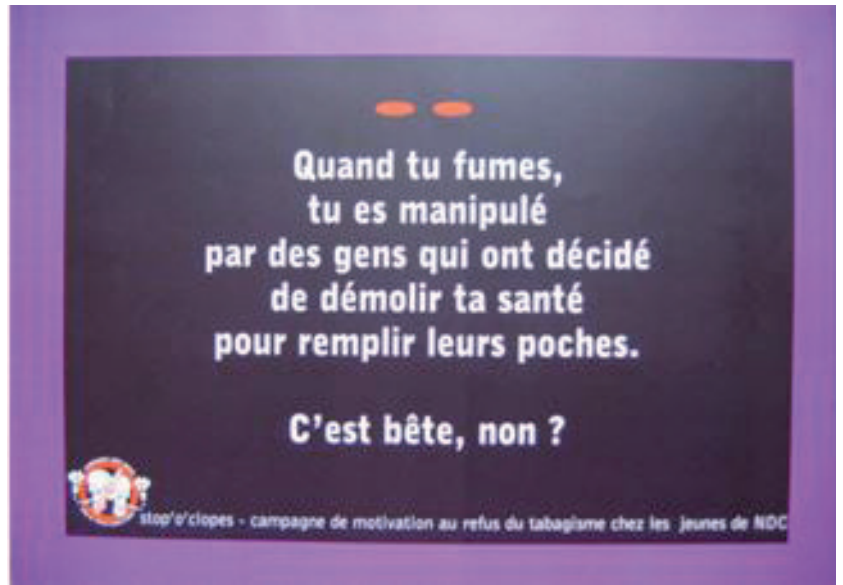 Quand tu fumes,
tu es manipulé
par des gens qui ont décidé
de démolir ta santé
pour remplir leurs poches.
C'est bête, non ?
stop'o'clopes - campagne de motivation au refus du tabagisme chez les jeunes de NDC